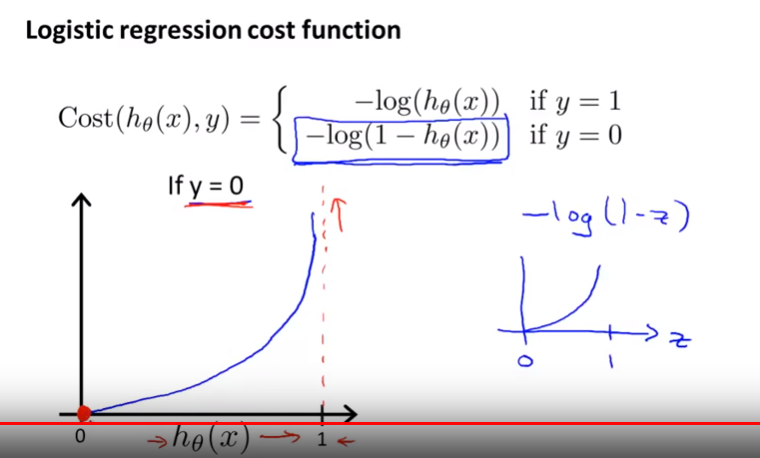 Logistic regression cost function
Cost(hθ(x), y) = { −log(hθ(x)) if y = 1
−log(1 − hθ(x)) if y = 0
If y = 0
−log(1−z)
z
0 1
0 → hθ(x) → 1 ←